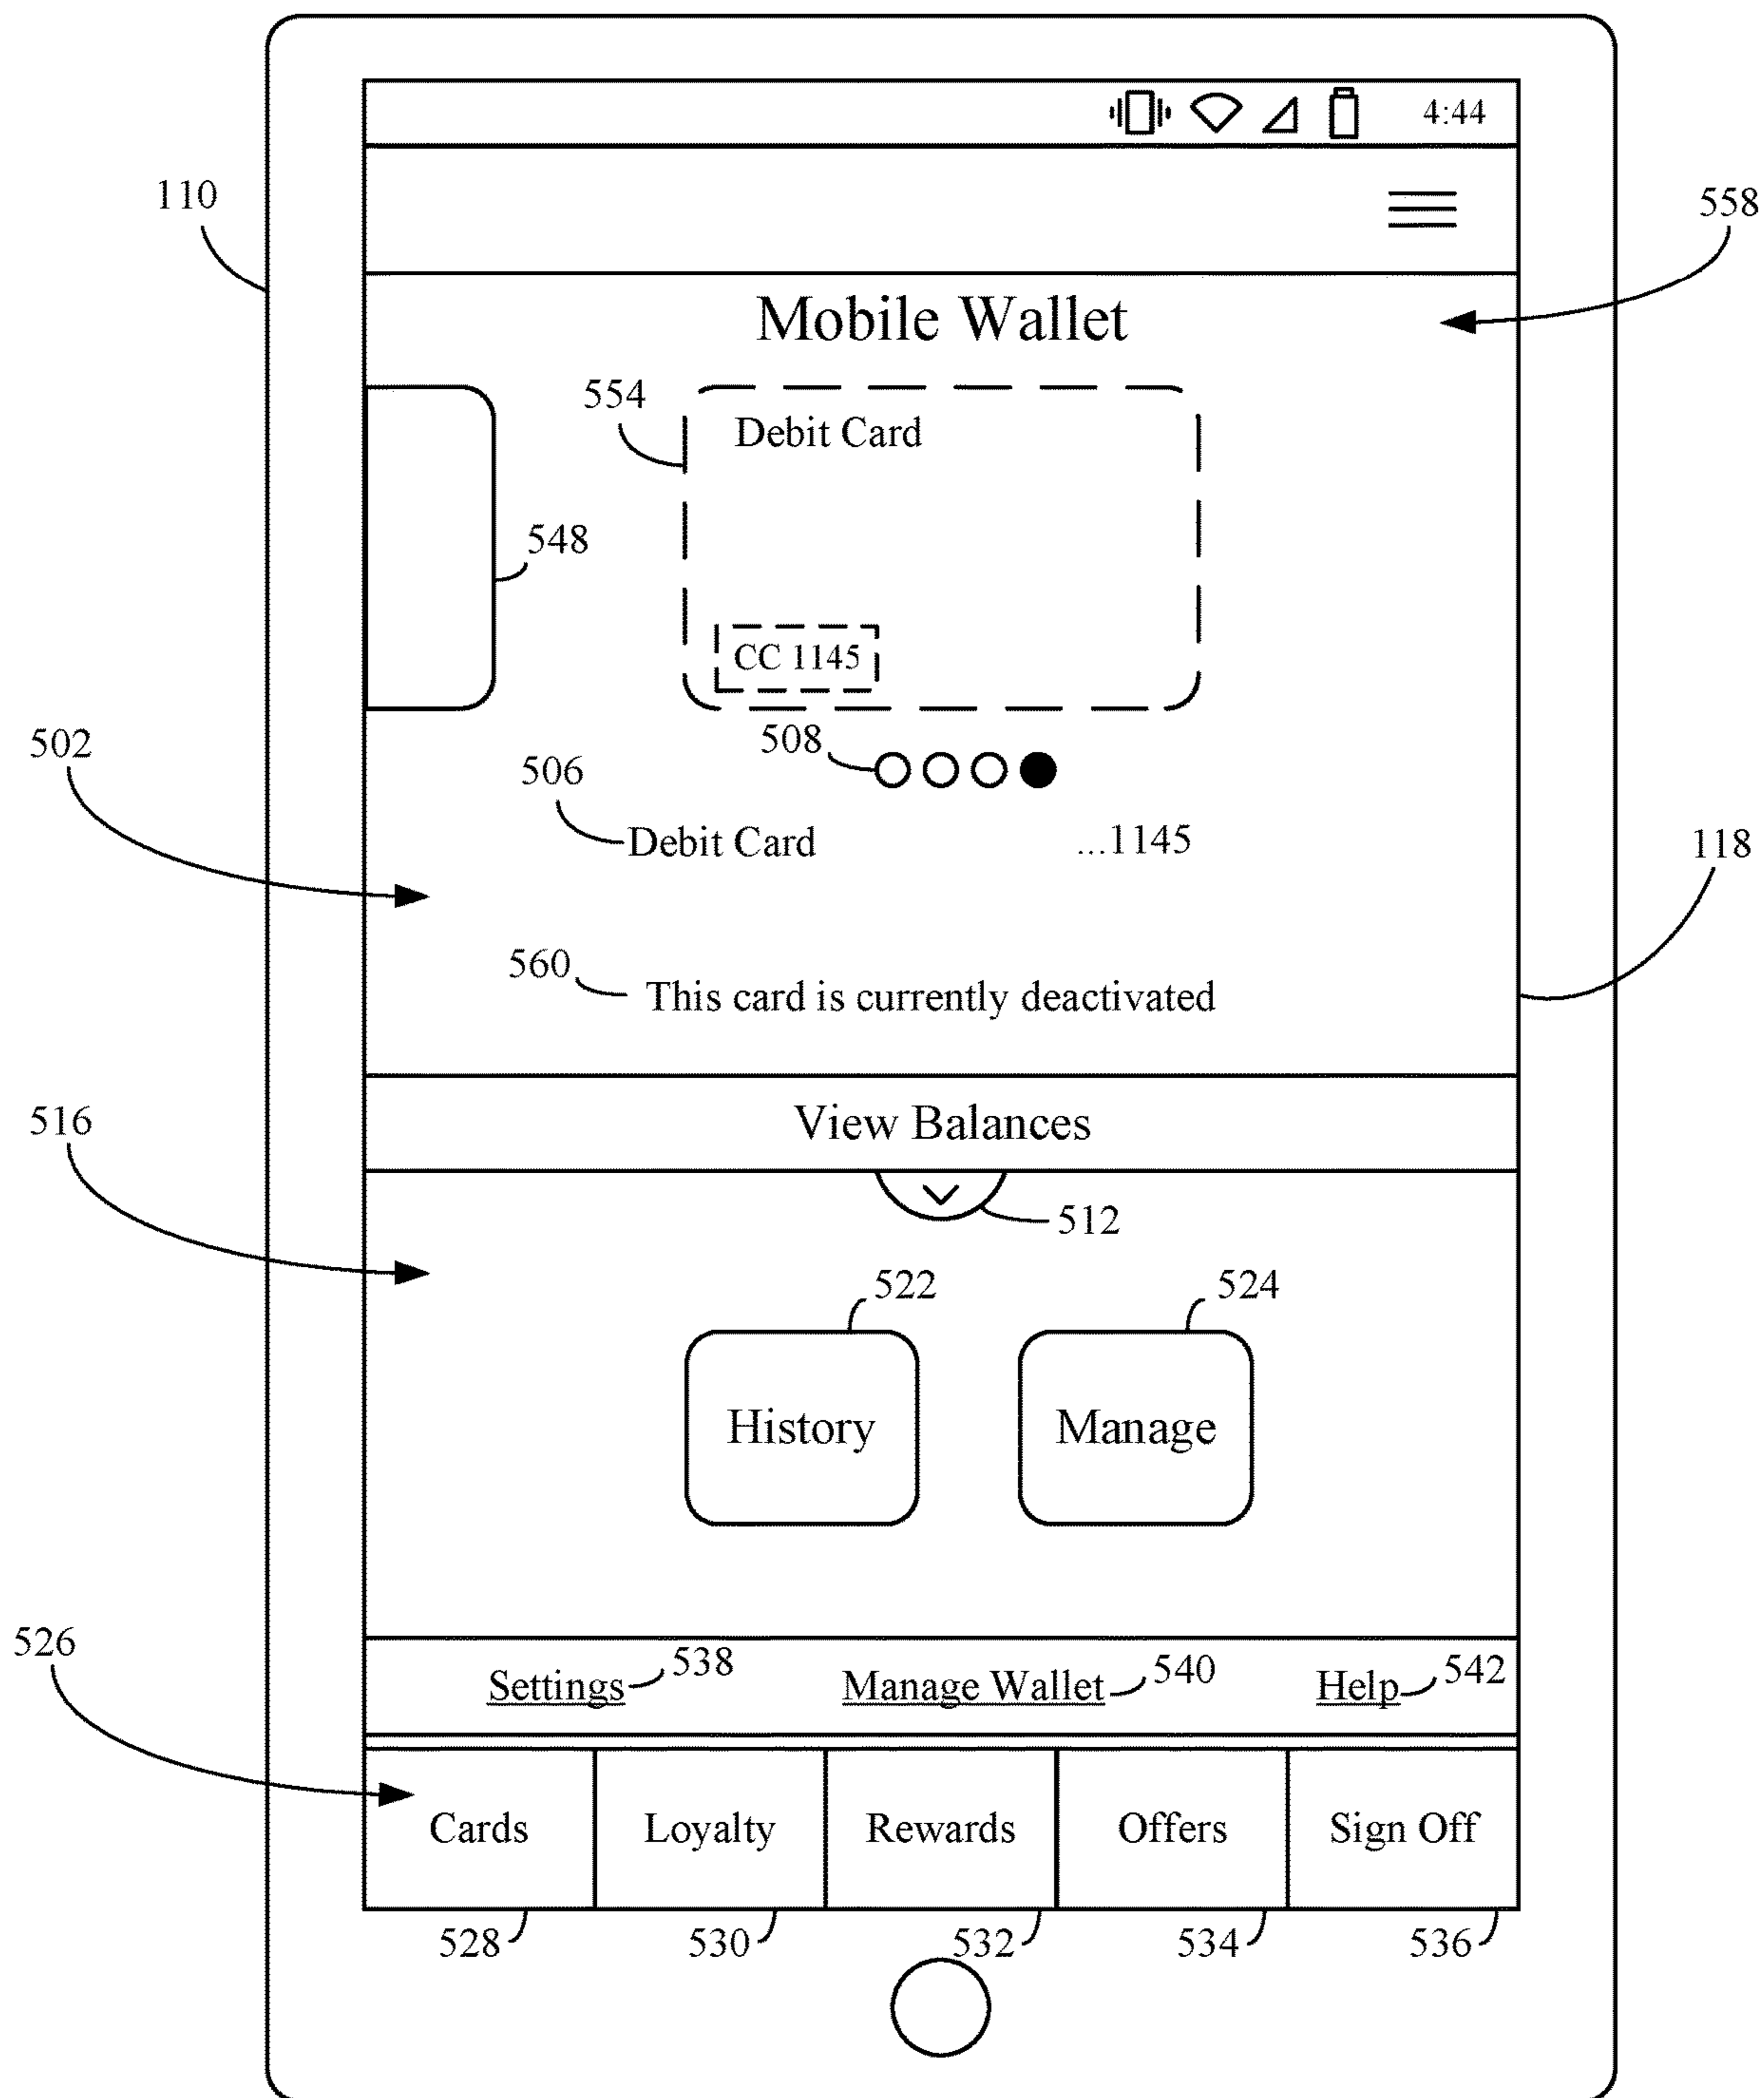 4:44
110
558
Mobile Wallet
554
Debit Card
548
CC 1145
502
508
506
Debit Card ...1145
118
560
This card is currently deactivated
516
View Balances
512
522 524
History Manage
526
Settings 538 Manage Wallet 540 Help 542
Cards Loyalty Rewards Offers Sign Off
528 530 532 534 536